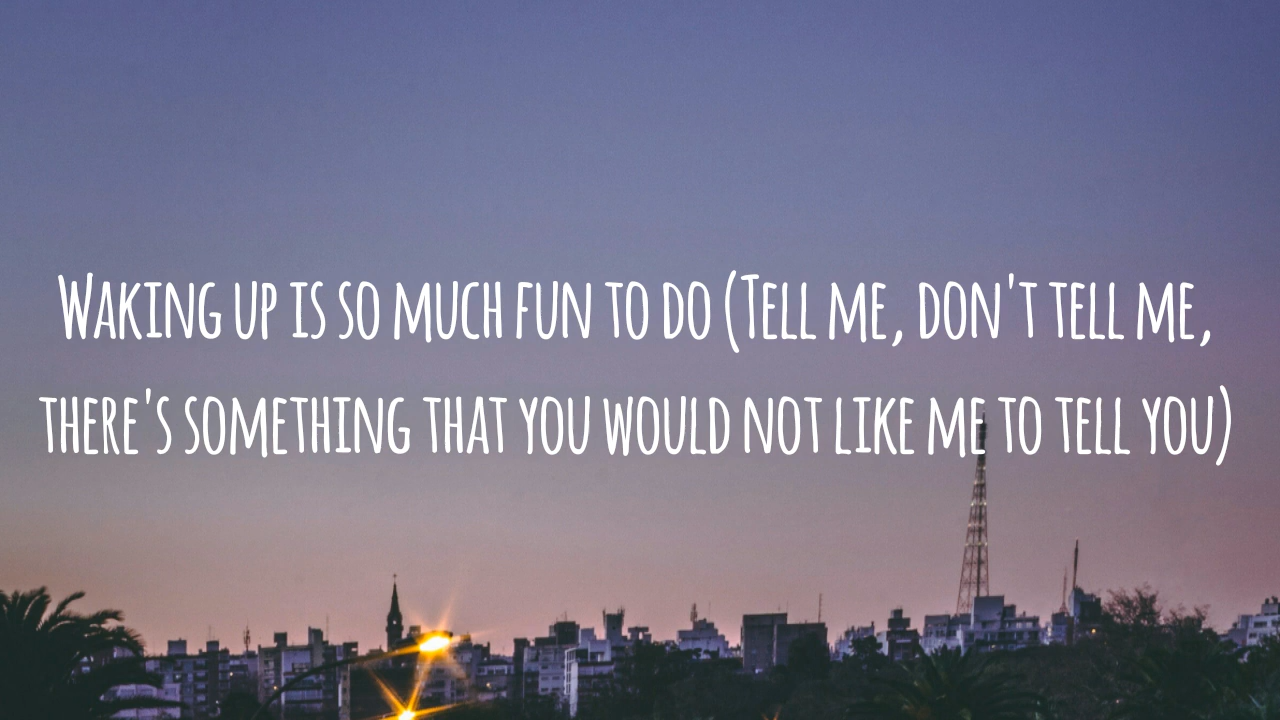 Waking up is so much fun to do (Tell me, don't tell me,
there's something that you would not like me to tell you)